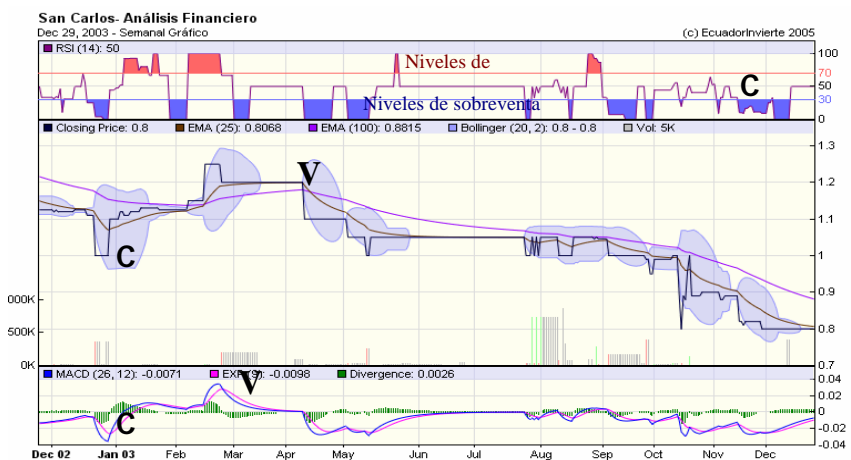 San Carlos- Análisis Financiero
Dec 29, 2003 - Semanal Gráfico (c) EcuadorInvierte 2005
RSI (14): 50
100
70
50
30
0
Niveles de
C
Niveles de sobreventa
Closing Price: 0.8 EMA (25): 0.8068 EMA (100): 0.8815 Bollinger (20, 2): 0.8 - 0.8 Vol: 5K
1.3
1.2
1.1
1
0.9
0.8
0.7
V
C
000K
500K
0K
MACD (26, 12): -0.0071 EXP (9): -0.0098 Divergence: 0.0026
V
C
0.04
0.02
0
-0.02
-0.04
Dec 02 Jan 03 Feb Mar Apr May Jun Jul Aug Sep Oct Nov Dec